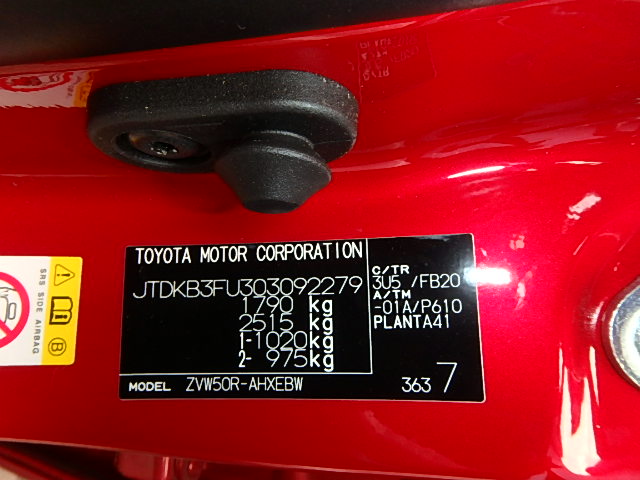 TOYOTA MOTOR CORPORATION
JTDKB3FU303092279
1790 kg
2515 kg
1-1020kg
2- 975kg
C/TR
3U5 /FB20
A/TM
-01A/P610
PLANTA41
MODEL ZVW50R-AHXEBW
363 7
SRS SIDE AIRBAG
B